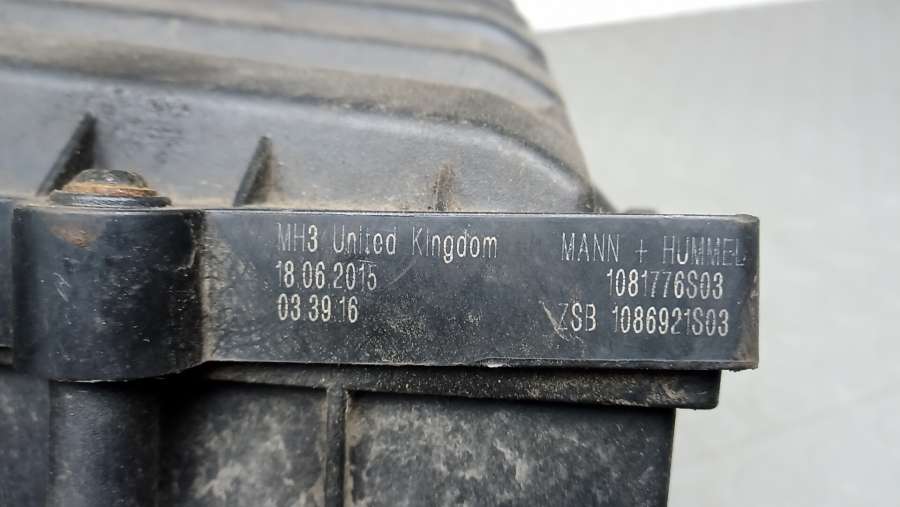 MH3 United Kingdom
18.06.2015
03.39.16
MANN + HUMMEL
1081776S03
ZSB 1086921S03